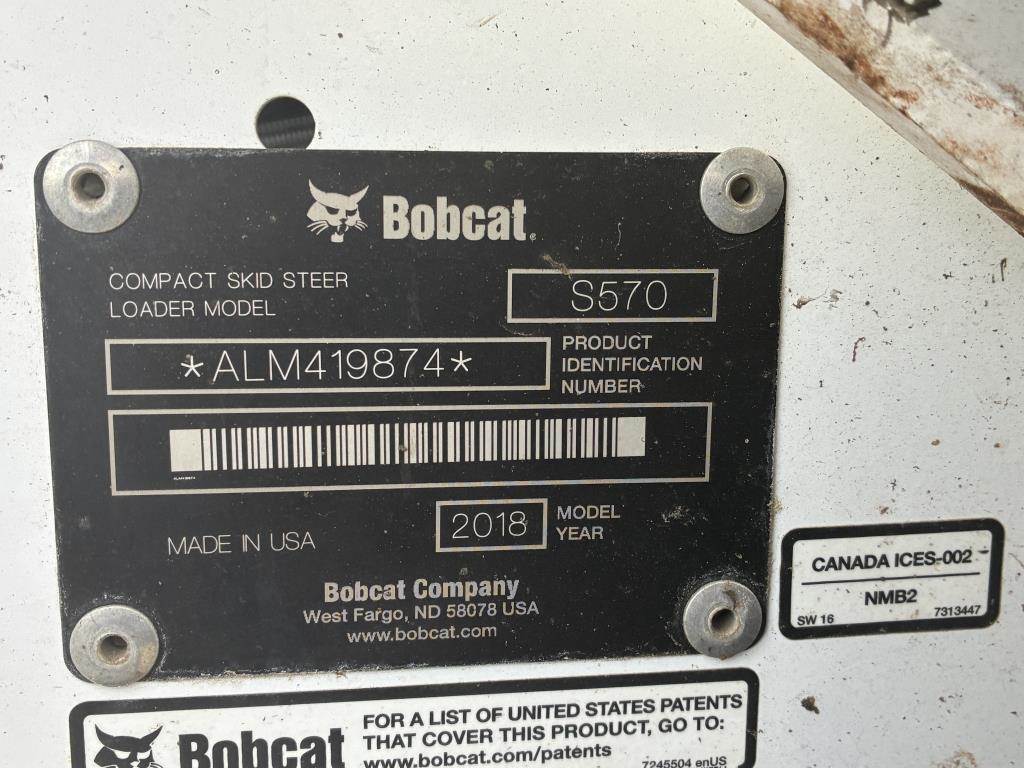 Bobcat
COMPACT SKID STEER
LOADER MODEL
S570
*ALM419874*
PRODUCT
IDENTIFICATION
NUMBER
ALM419874
MADE IN USA
2018
MODEL
YEAR
Bobcat Company
West Fargo, ND 58078 USA
www.bobcat.com
CANADA ICES-002
NMB2
SW 16
7313447
Bobcat
FOR A LIST OF UNITED STATES PATENTS
THAT COVER THIS PRODUCT, GO TO:
www.bobcat.com/patents
7245504 enUS